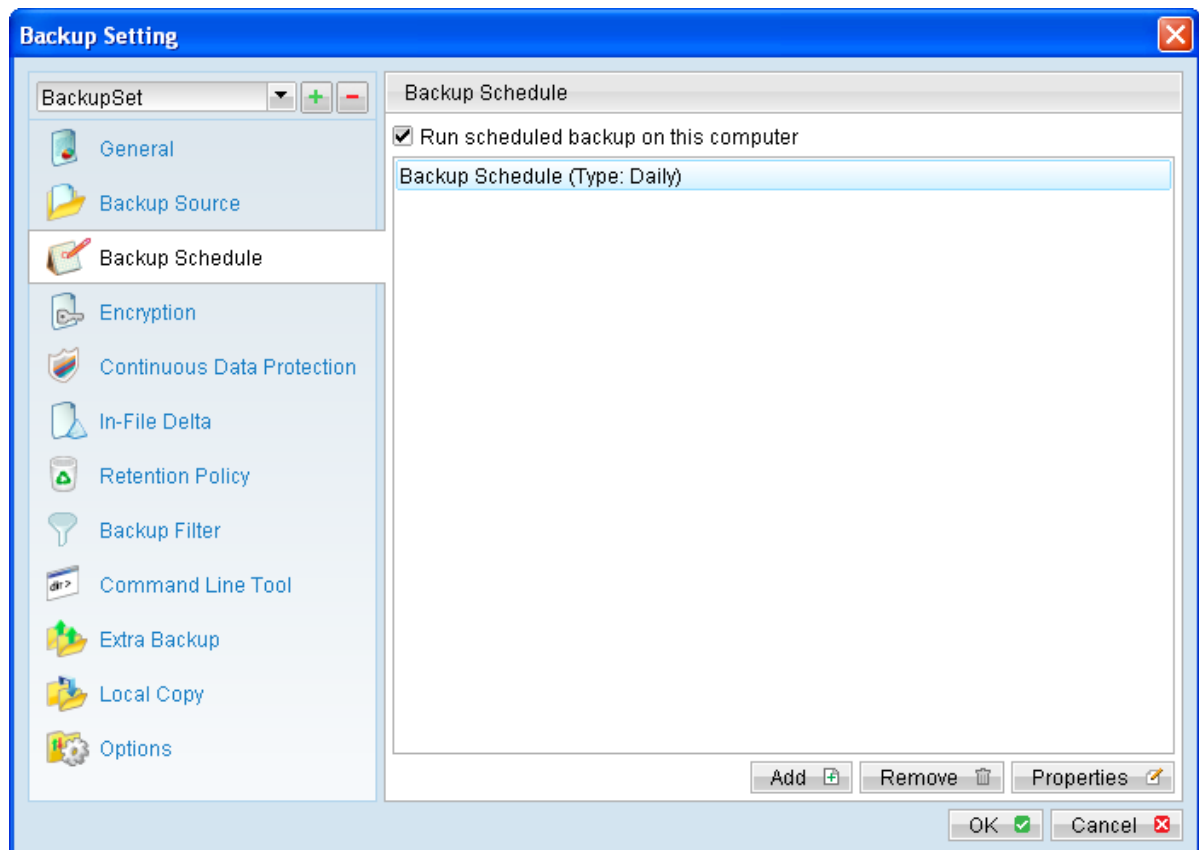 Backup Setting
BackupSet
General
Backup Source
Backup Schedule
Encryption
Continuous Data Protection
In-File Delta
Retention Policy
Backup Filter
dir>
Command Line Tool
Extra Backup
Local Copy
Options
Backup Schedule
Run scheduled backup on this computer
Backup Schedule (Type: Daily)
Add
Remove
Properties
OK
Cancel